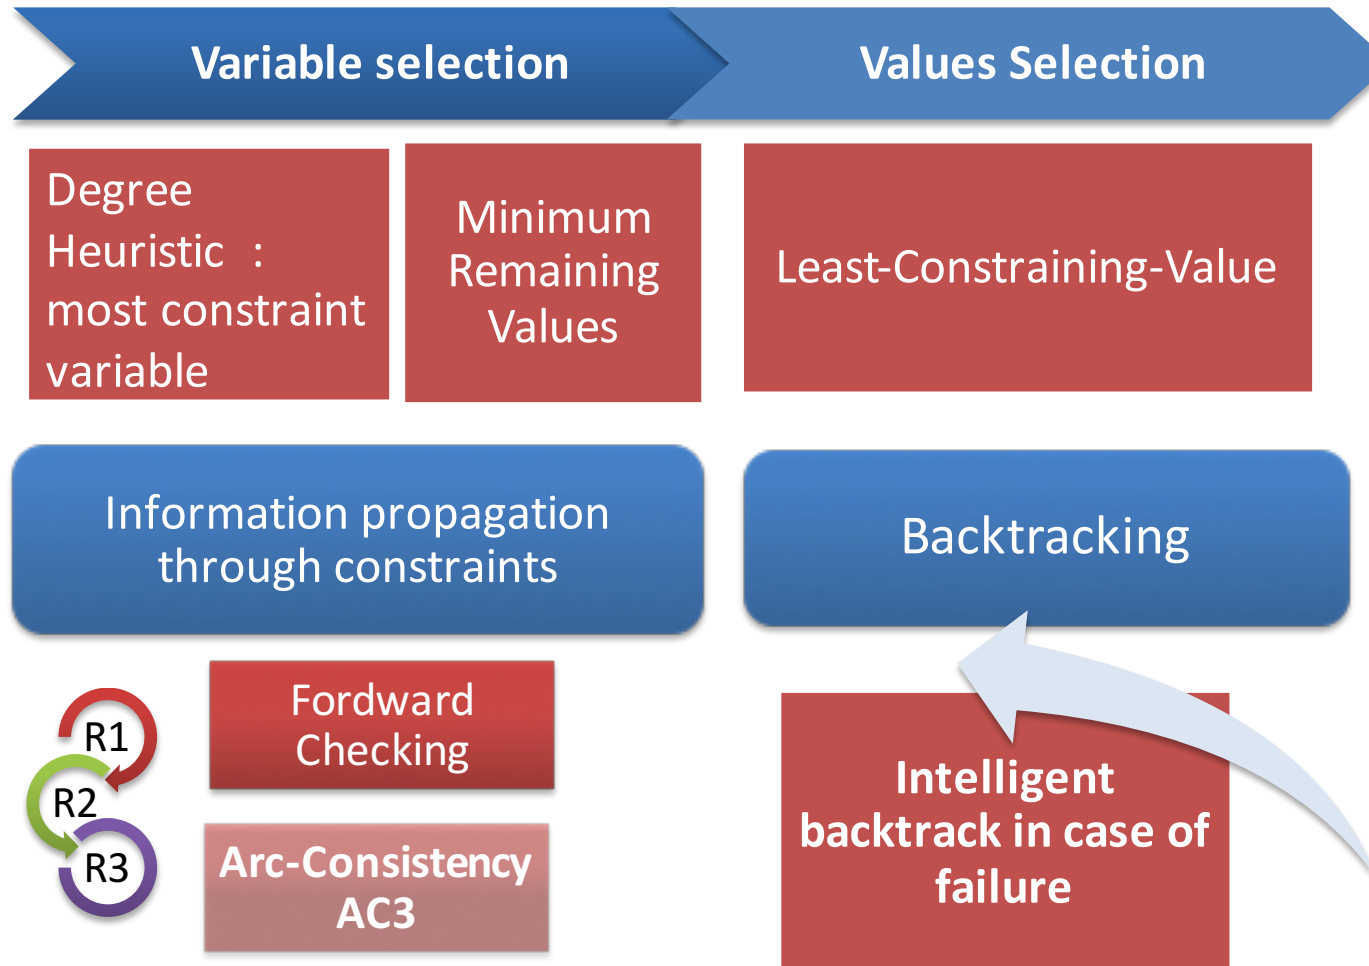 Variable selection
Values Selection
Degree
Heuristic :
most constraint
variable
Minimum
Remaining
Values
Least-Constraining-Value
Information propagation
through constraints
Backtracking
R1
R2
R3
Fordward
Checking
Arc-Consistency
AC3
Intelligent
backtrack in case of
failure